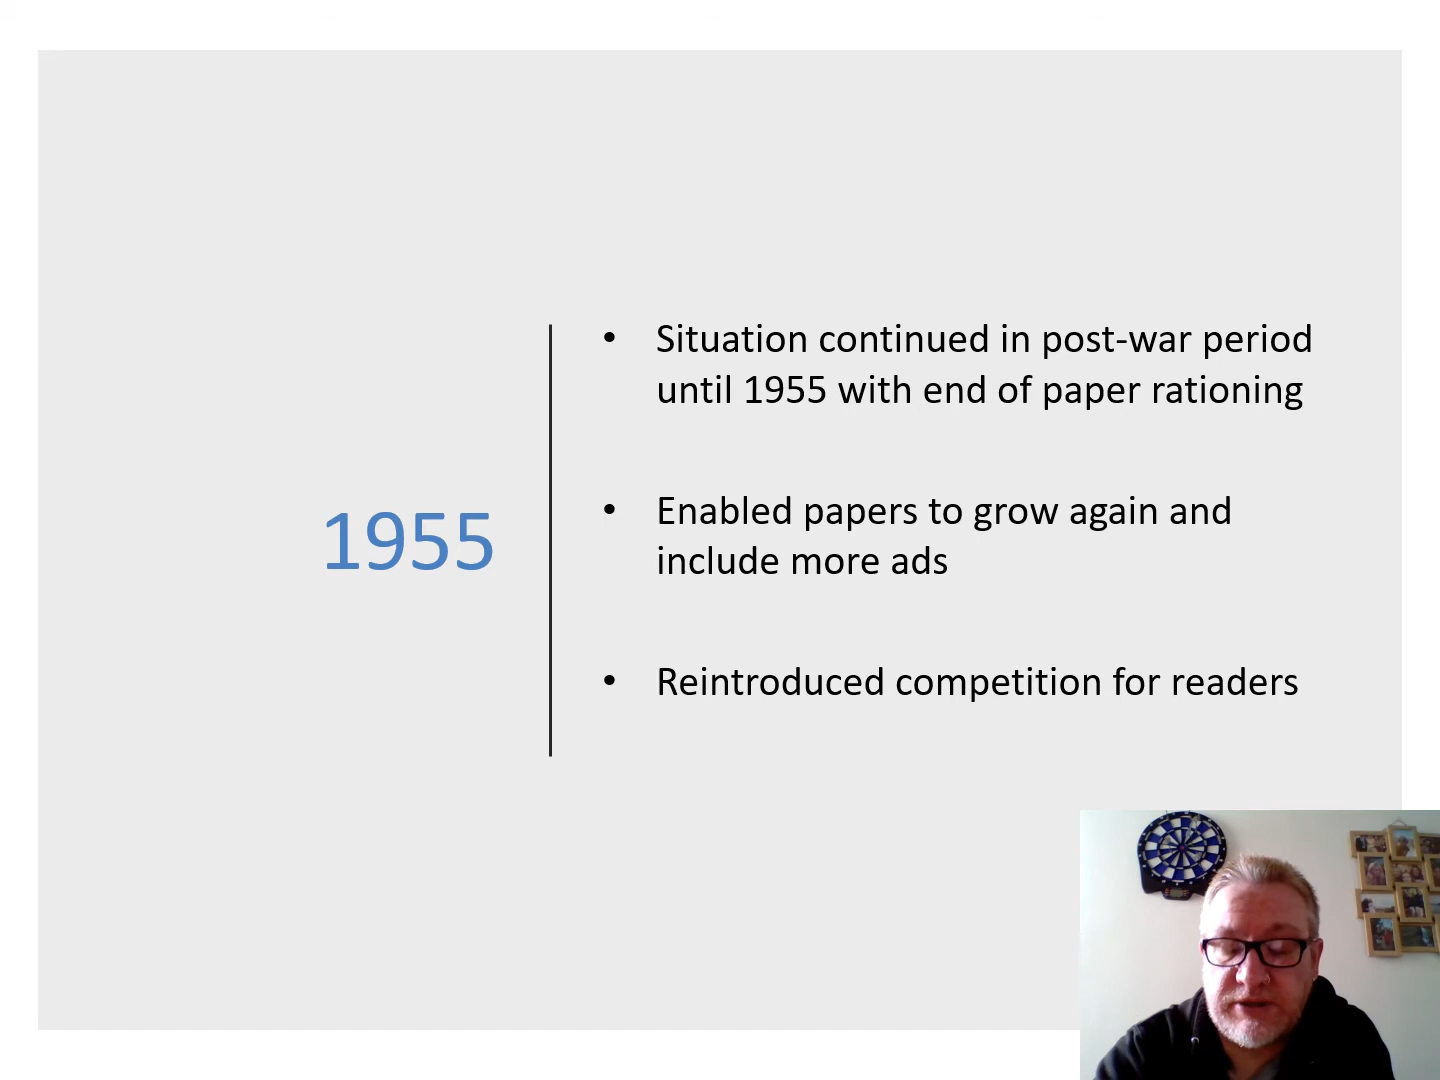 1955
• Situation continued in post-war period
until 1955 with end of paper rationing
• Enabled papers to grow again and
include more ads
• Reintroduced competition for readers